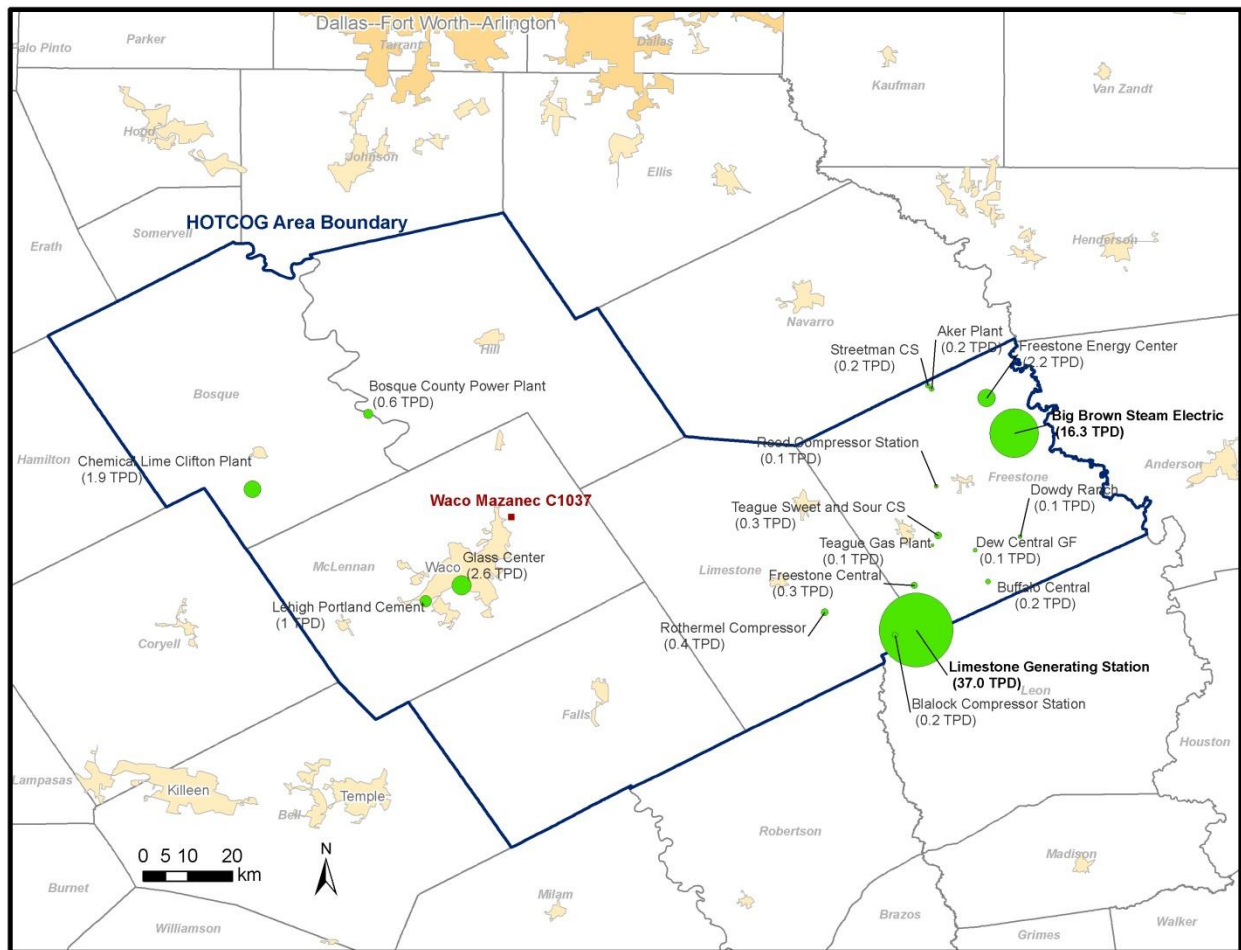 Dallas--Fort Worth--Arlington
Parker
Palo Pinto
Tarrant
Dallas
Kaufman
Van Zandt
Hood
Johnson
Ellis
HOTCOG Area Boundary
Somervell
Erath
Henderson
Navarro
Aker Plant
(0.2 TPD)
Streetman CS
(0.2 TPD)
Freestone Energy Center
(2.2 TPD)
Hill
Bosque
Bosque County Power Plant
(0.6 TPD)
Big Brown Steam Electric
(16.3 TPD)
Reed Compressor Station
(0.1 TPD)
Hamilton
Chemical Lime Clifton Plant
(1.9 TPD)
Anderson
Freestone
Dowdy Ranch
(0.1 TPD)
Waco Mazanec C1037
Teague Sweet and Sour CS
(0.3 TPD)
Teague Gas Plant
(0.1 TPD)
Dew Central GF
(0.1 TPD)
McLennan
Waco
Glass Center
(2.6 TPD)
Limestone
Freestone Central
(0.3 TPD)
Buffalo Central
(0.2 TPD)
Lehigh Portland Cement
(1 TPD)
Rothermel Compressor
(0.4 TPD)
Coryell
Limestone Generating Station
(37.0 TPD)
Leon
Blalock Compressor Station
(0.2 TPD)
Falls
Houston
Lampasas
Killeen
Temple
Bell
Robertson
N
0 5 10 20
km
Madison
Burnet
Milam
Williamson
Brazos
Grimes
Walker